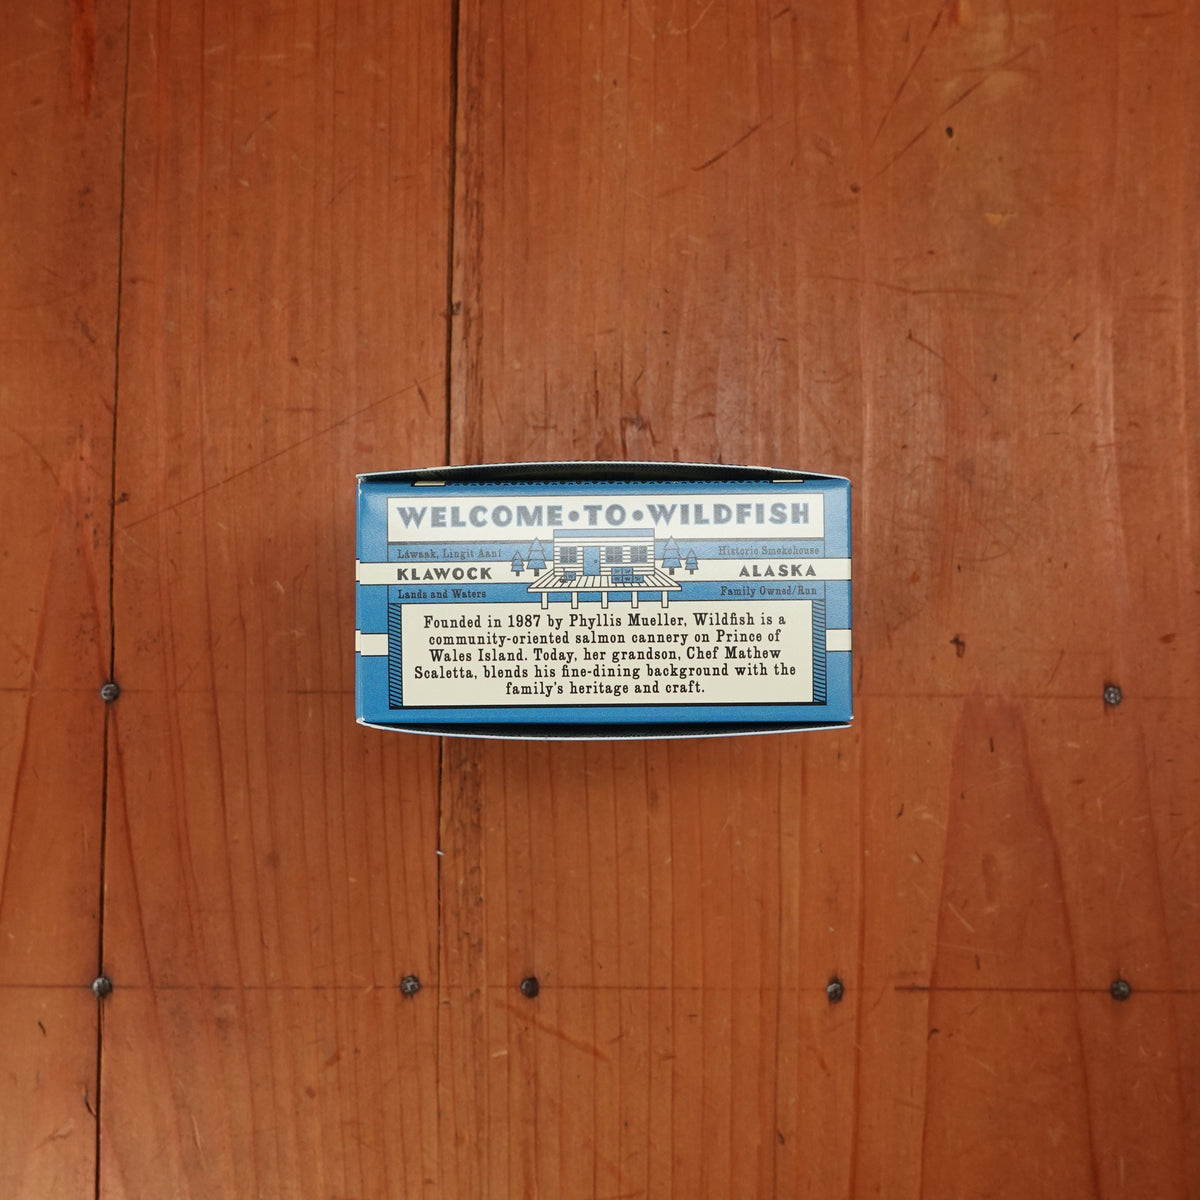 WELCOME•TO•WILDFISH
Láwaak, Lingít Aaní
Historic Smokehouse
KLAWOCK
ALASKA
Lands and Waters
Family Owned/Run
Founded in 1987 by Phyllis Mueller, Wildfish is a
community-oriented salmon cannery on Prince of
Wales Island. Today, her grandson, Chef Mathew
Scaletta, blends his fine-dining background with the
family's heritage and craft.